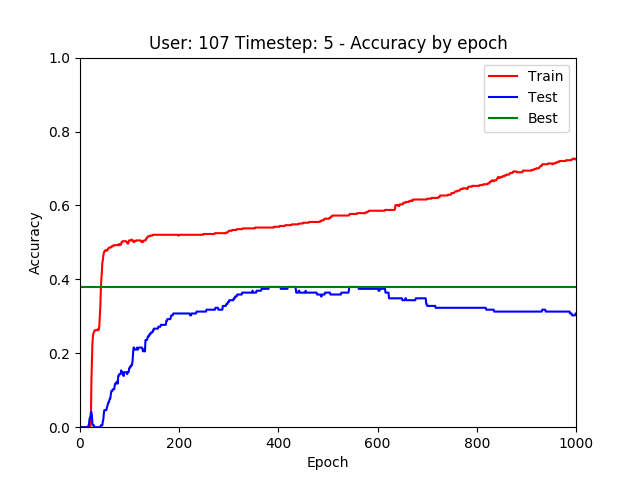 User: 107 Timestep: 5 - Accuracy by epoch
1.0
0.8
0.6
0.4
0.2
0.0
Accuracy
Train
Test
Best
0 200 400 600 800 1000
Epoch